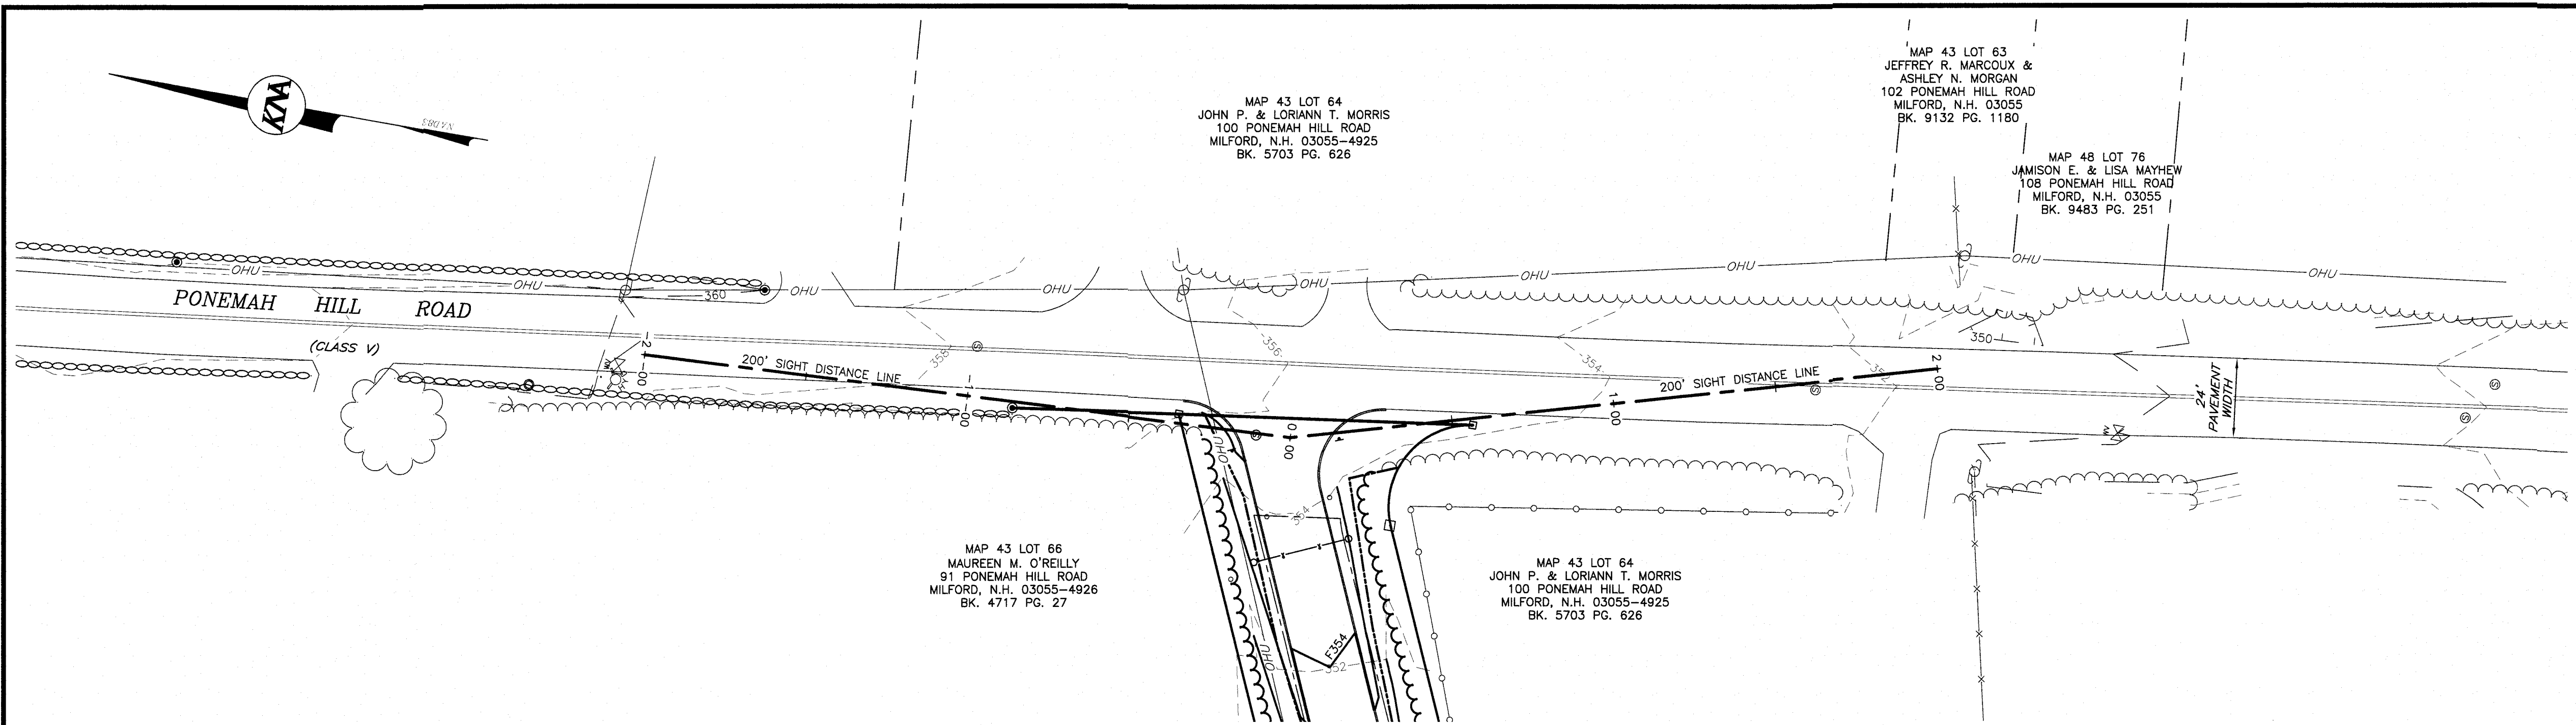 KNA
NAD83
MAP 43 LOT 64
JOHN P. & LORIANN T. MORRIS
100 PONEMAH HILL ROAD
MILFORD, N.H. 03055-4925
BK. 5703 PG. 626
MAP 43 LOT 63
JEFFREY R. MARCOUX &
ASHLEY N. MORGAN
102 PONEMAH HILL ROAD
MILFORD, N.H. 03055
BK. 9132 PG. 1180
MAP 48 LOT 76
JAMISON E. & LISA MAYHEW
108 PONEMAH HILL ROAD
MILFORD, N.H. 03055
BK. 9483 PG. 251
OHU
OHU
OHU
OHU
OHU
OHU
OHU
OHU
360
PONEMAH HILL ROAD
(CLASS V)
-2+00
200' SIGHT DISTANCE LINE
358
S
-1+00
356
354
1+00
200' SIGHT DISTANCE LINE
S
352
2+00
350
24'
PAVEMENT
WIDTH
S
S
WV
WV
OHU
S
0+00
354
MAP 43 LOT 66
MAUREEN M. O'REILLY
91 PONEMAH HILL ROAD
MILFORD, N.H. 03055-4926
BK. 4717 PG. 27
MAP 43 LOT 64
JOHN P. & LORIANN T. MORRIS
100 PONEMAH HILL ROAD
MILFORD, N.H. 03055-4925
BK. 5703 PG. 626
OHU
F354
352